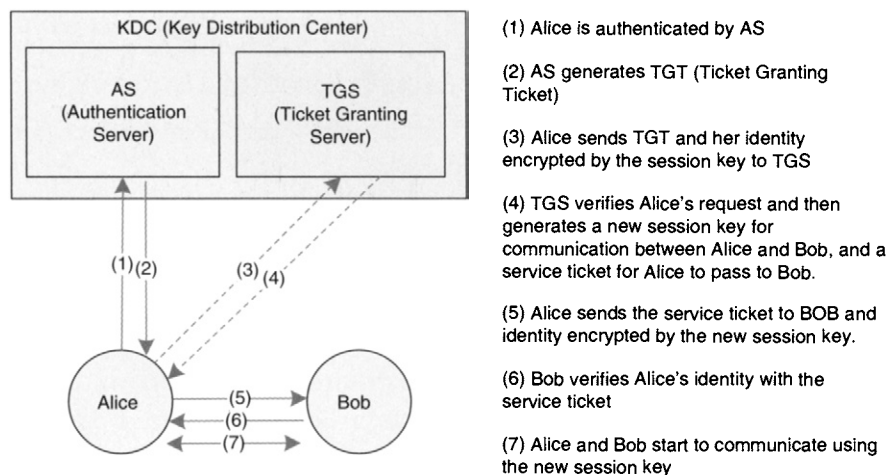 KDC (Key Distribution Center)
AS
(Authentication
Server)
TGS
(Ticket Granting
Server)
(1)
(2)
(3)
(4)
Alice
(5)
(6)
(7)
Bob
(1) Alice is authenticated by AS
(2) AS generates TGT (Ticket Granting
Ticket)
(3) Alice sends TGT and her identity
encrypted by the session key to TGS
(4) TGS verifies Alice's request and then
generates a new session key for
communication between Alice and Bob, and a
service ticket for Alice to pass to Bob.
(5) Alice sends the service ticket to BOB and
identity encrypted by the new session key.
(6) Bob verifies Alice's identity with the
service ticket
(7) Alice and Bob start to communicate using
the new session key